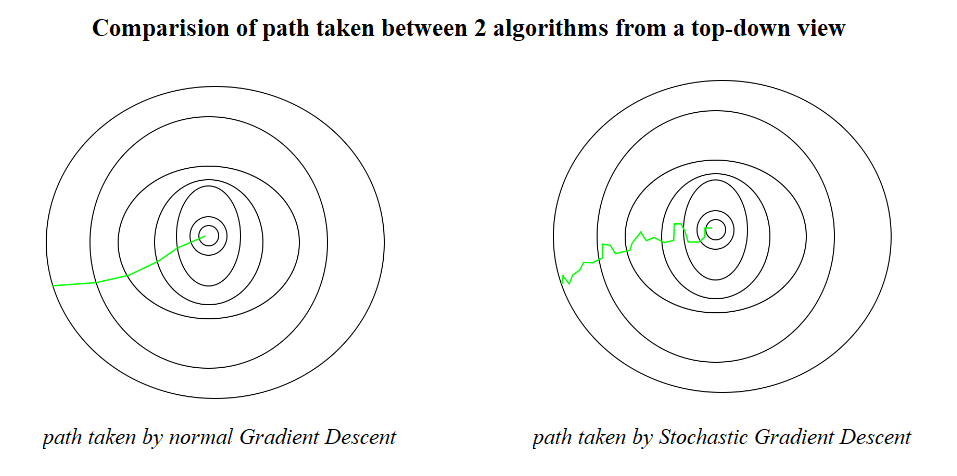 Comparision of path taken between 2 algorithms from a top-down view
path taken by normal Gradient Descent
path taken by Stochastic Gradient Descent